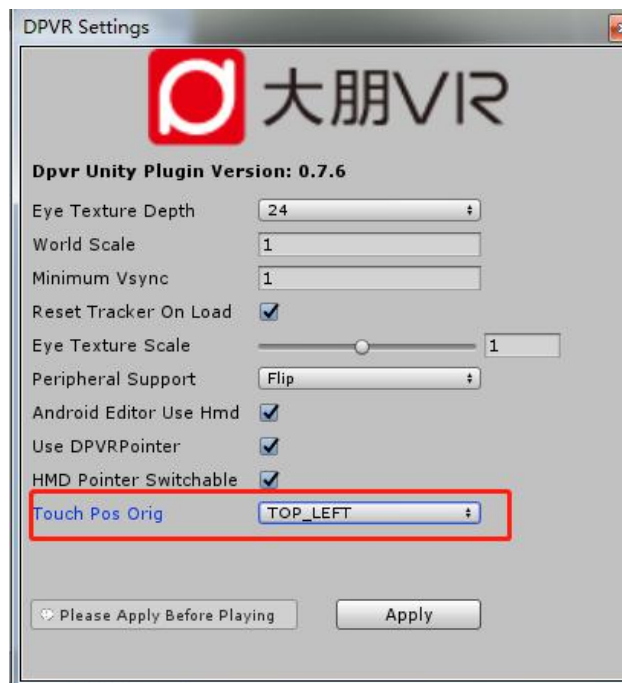 DPVR Settings
大朋VR
Dpvr Unity Plugin Version: 0.7.6
Eye Texture Depth 24
World Scale 1
Minimum Vsync 1
Reset Tracker On Load
Eye Texture Scale 1
Peripheral Support Flip
Android Editor Use Hmd
Use DPVRPointer
HMD Pointer Switchable
Touch Pos Orig TOP_LEFT
Please Apply Before Playing Apply